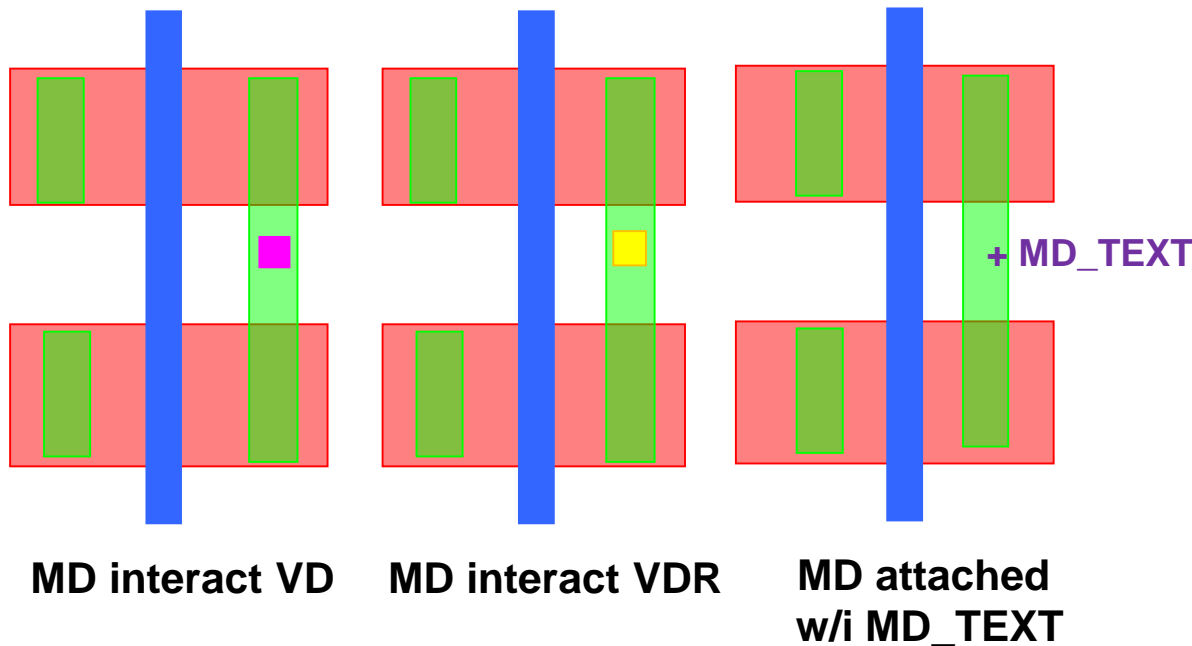 + MD_TEXT
MD interact VD
MD interact VDR
MD attached
w/i MD_TEXT